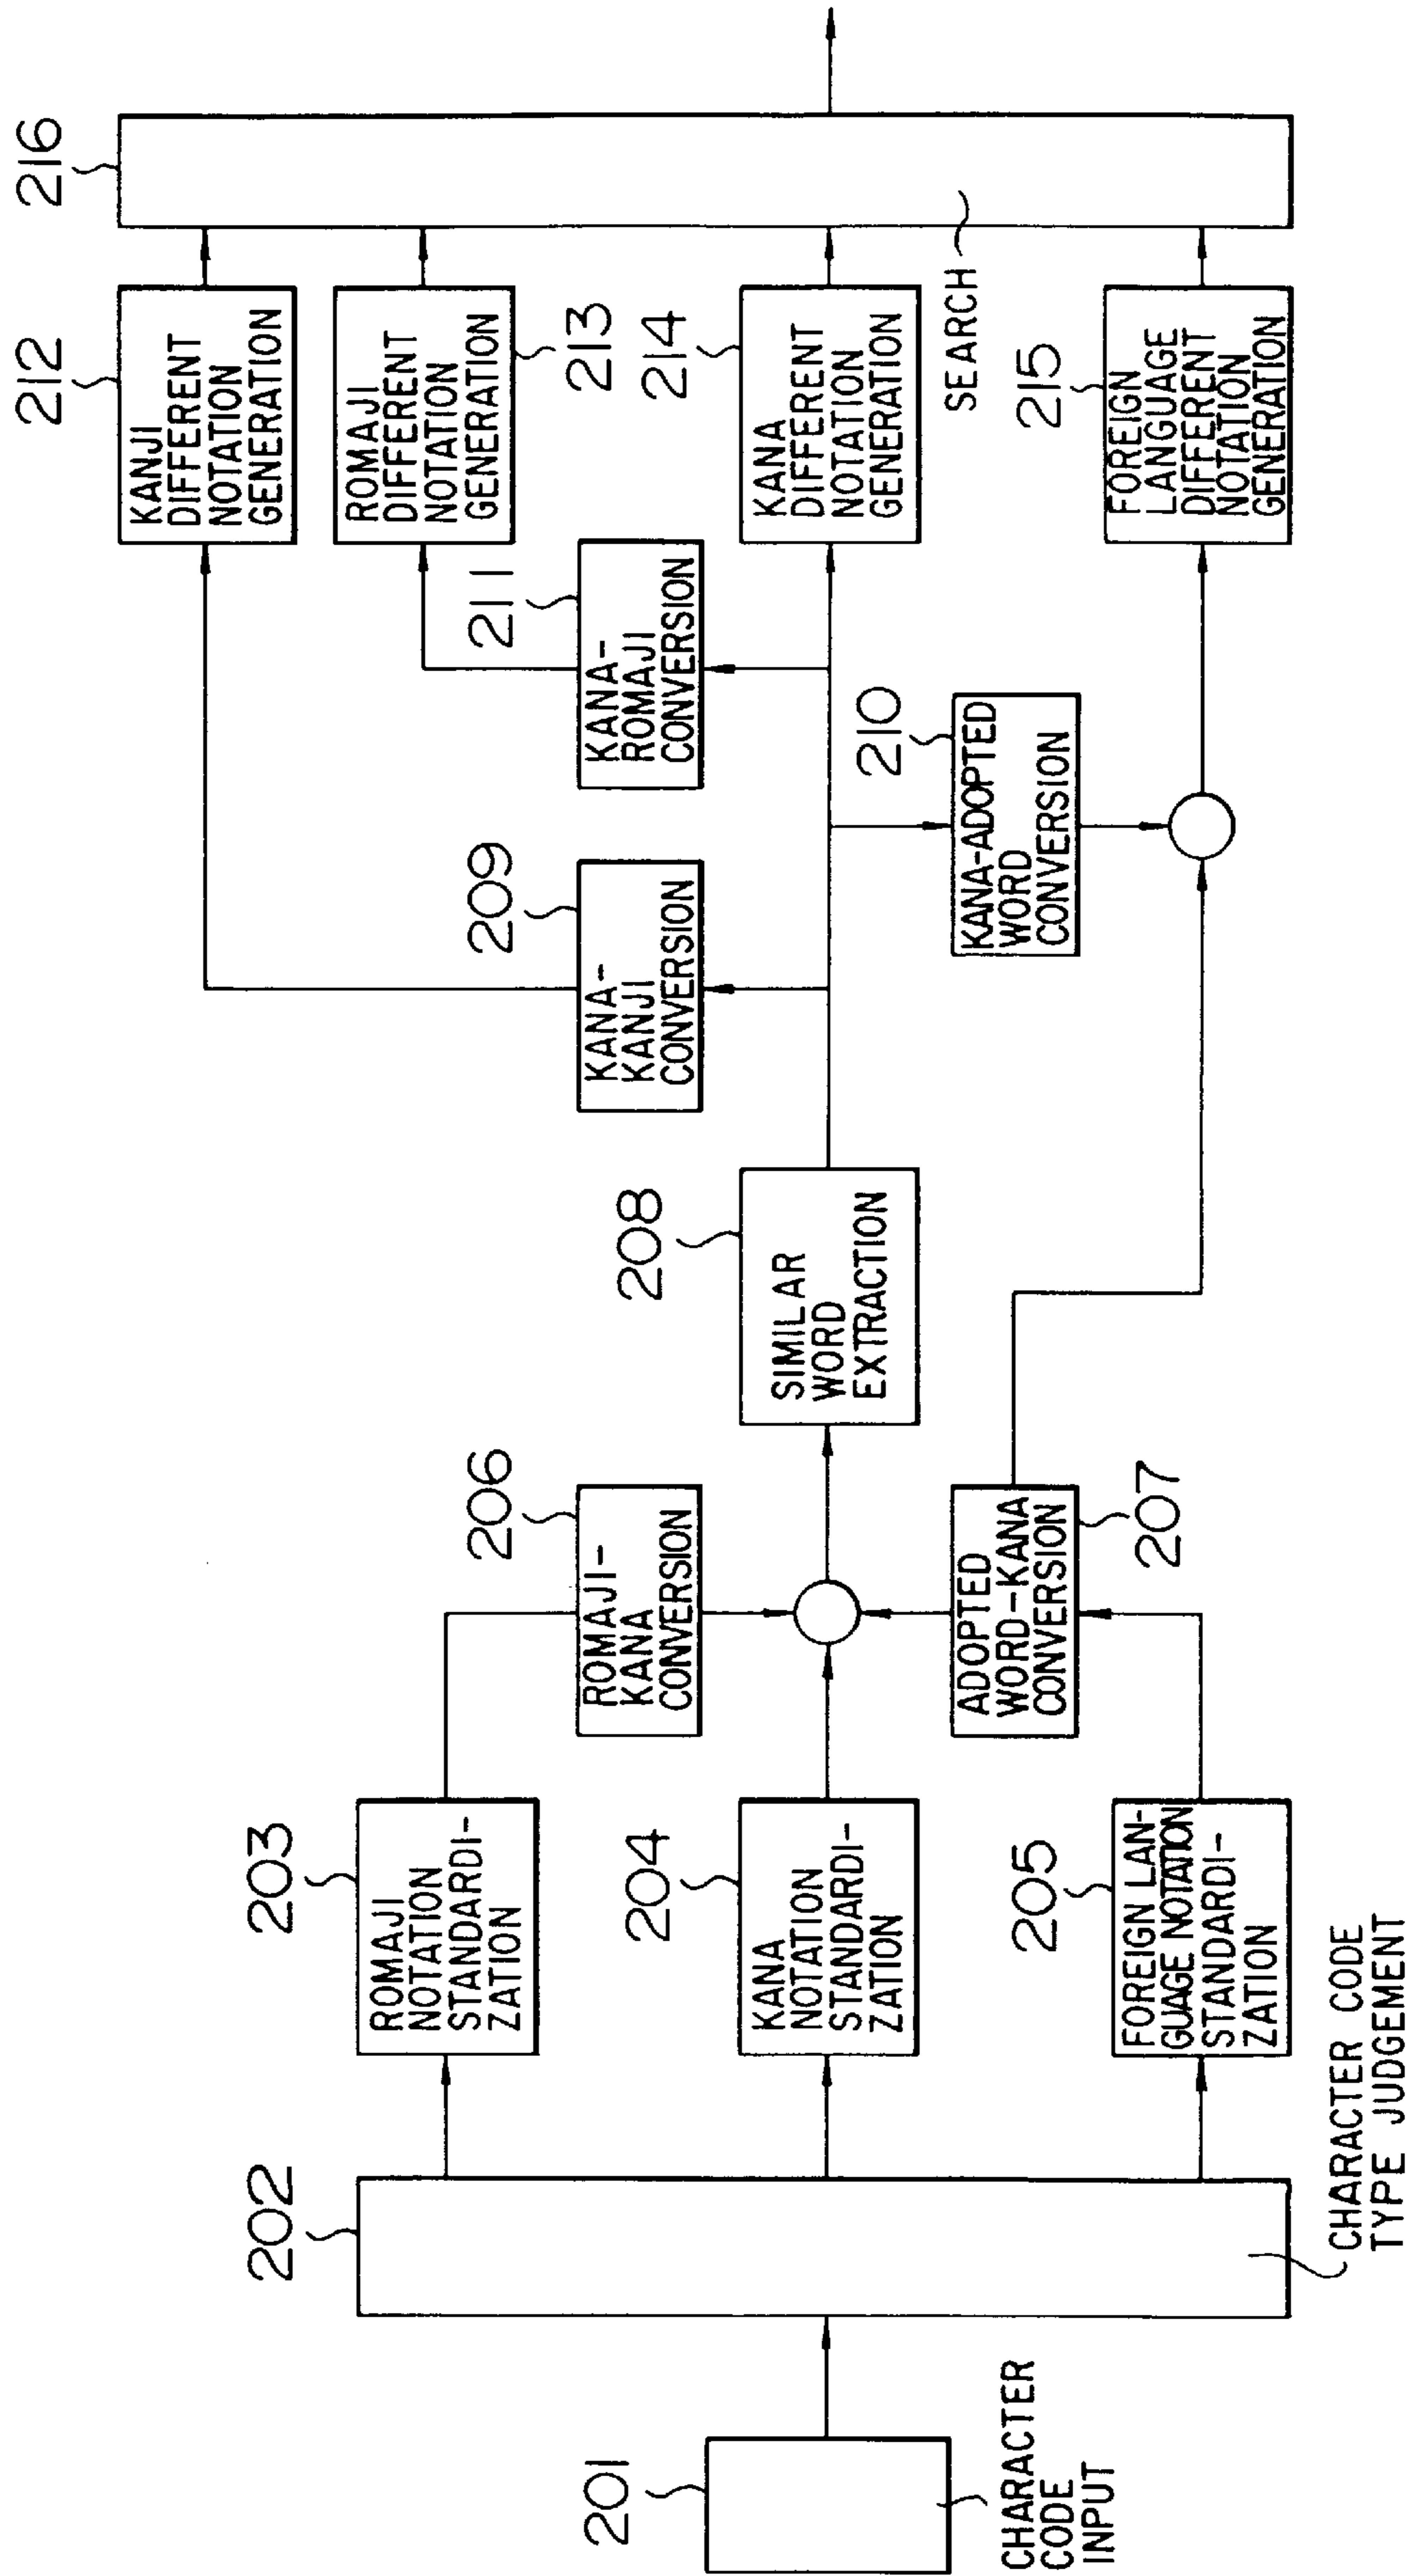 201
CHARACTER
CODE
INPUT
202
CHARACTER CODE
TYPE JUDGEMENT
203
ROMAJI
NOTATION
STANDARDI-
ZATION
204
KANA
NOTATION
STANDARDI-
ZATION
205
FOREIGN LAN-
GUAGE NOTATION
STANDARDI-
ZATION
206
ROMAJI-
KANA
CONVERSION
207
ADOPTED
WORD-KANA
CONVERSION
208
SIMILAR
WORD
EXTRACTION
209
KANA-
KANJI
CONVERSION
211
KANA-
ROMAJI
CONVERSION
210
KANA-ADOPTED
WORD
CONVERSION
212
KANJI
DIFFERENT
NOTATION
GENERATION
213
ROMAJI
DIFFERENT
NOTATION
GENERATION
214
KANA
DIFFERENT
NOTATION
GENERATION
215
FOREIGN
LANGUAGE
DIFFERENT
NOTATION
GENERATION
216
SEARCH